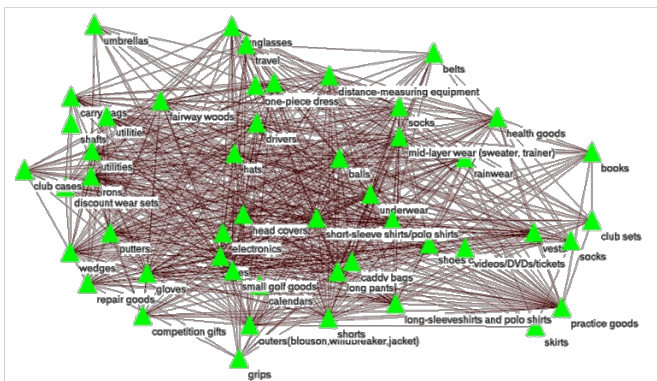 umbrellas
travel
belts
distance-measuring equipment
one-piece dress
carry bags
fairway woods
socks
health goods
shafts
drivers
mid-layer wear (sweater, trainer)
utilities
hats
balls
rainwear
books
club cases
irons
discount wear sets
underwear
head covers
short-sleeve shirts/polo shirts
club sets
putters
electronics
vests
socks
shoes
videos/DVDs/tickets
wedges
gloves
small golf goods
caddy bags
long pants
repair goods
calendars
competition gifts
long-sleeveshirts and polo shirts
practice goods
shorts
outers(blouson,windbreaker,jacket)
skirts
grips